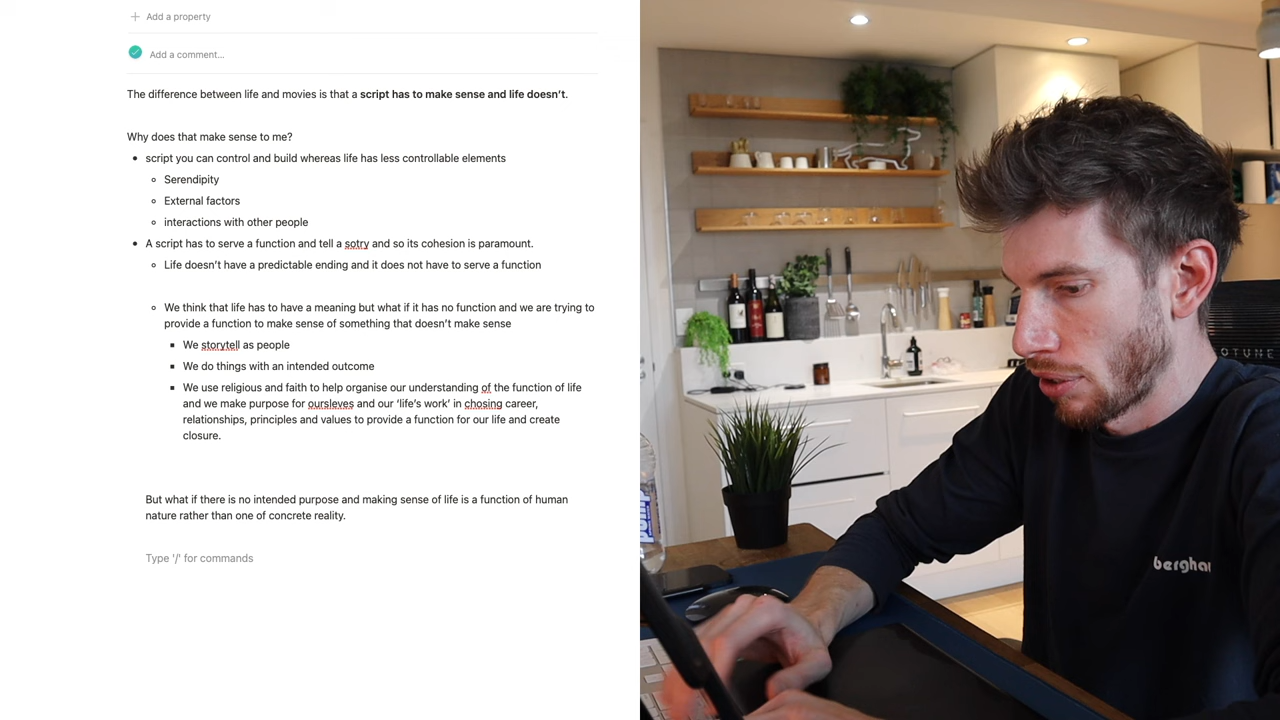 Add a property
Add a comment...
The difference between life and movies is that a script has to make sense and life doesn't.
Why does that make sense to me?
script you can control and build whereas life has less controllable elements
Serendipity
External factors
interactions with other people
A script has to serve a function and tell a sotry and so its cohesion is paramount.
Life doesn't have a predictable ending and it does not have to serve a function
We think that life has to have a meaning but what if it has no function and we are trying to
provide a function to make sense of something that doesn't make sense
We storytell as people
We do things with an intended outcome
We use religious and faith to help organise our understanding of the function of life
and we make purpose for oursleves and our 'life's work' in chosing career,
relationships, principles and values to provide a function for our life and create
closure.
But what if there is no intended purpose and making sense of life is a function of human
nature rather than one of concrete reality.
Type '/' for commands
OTUNE
bergha